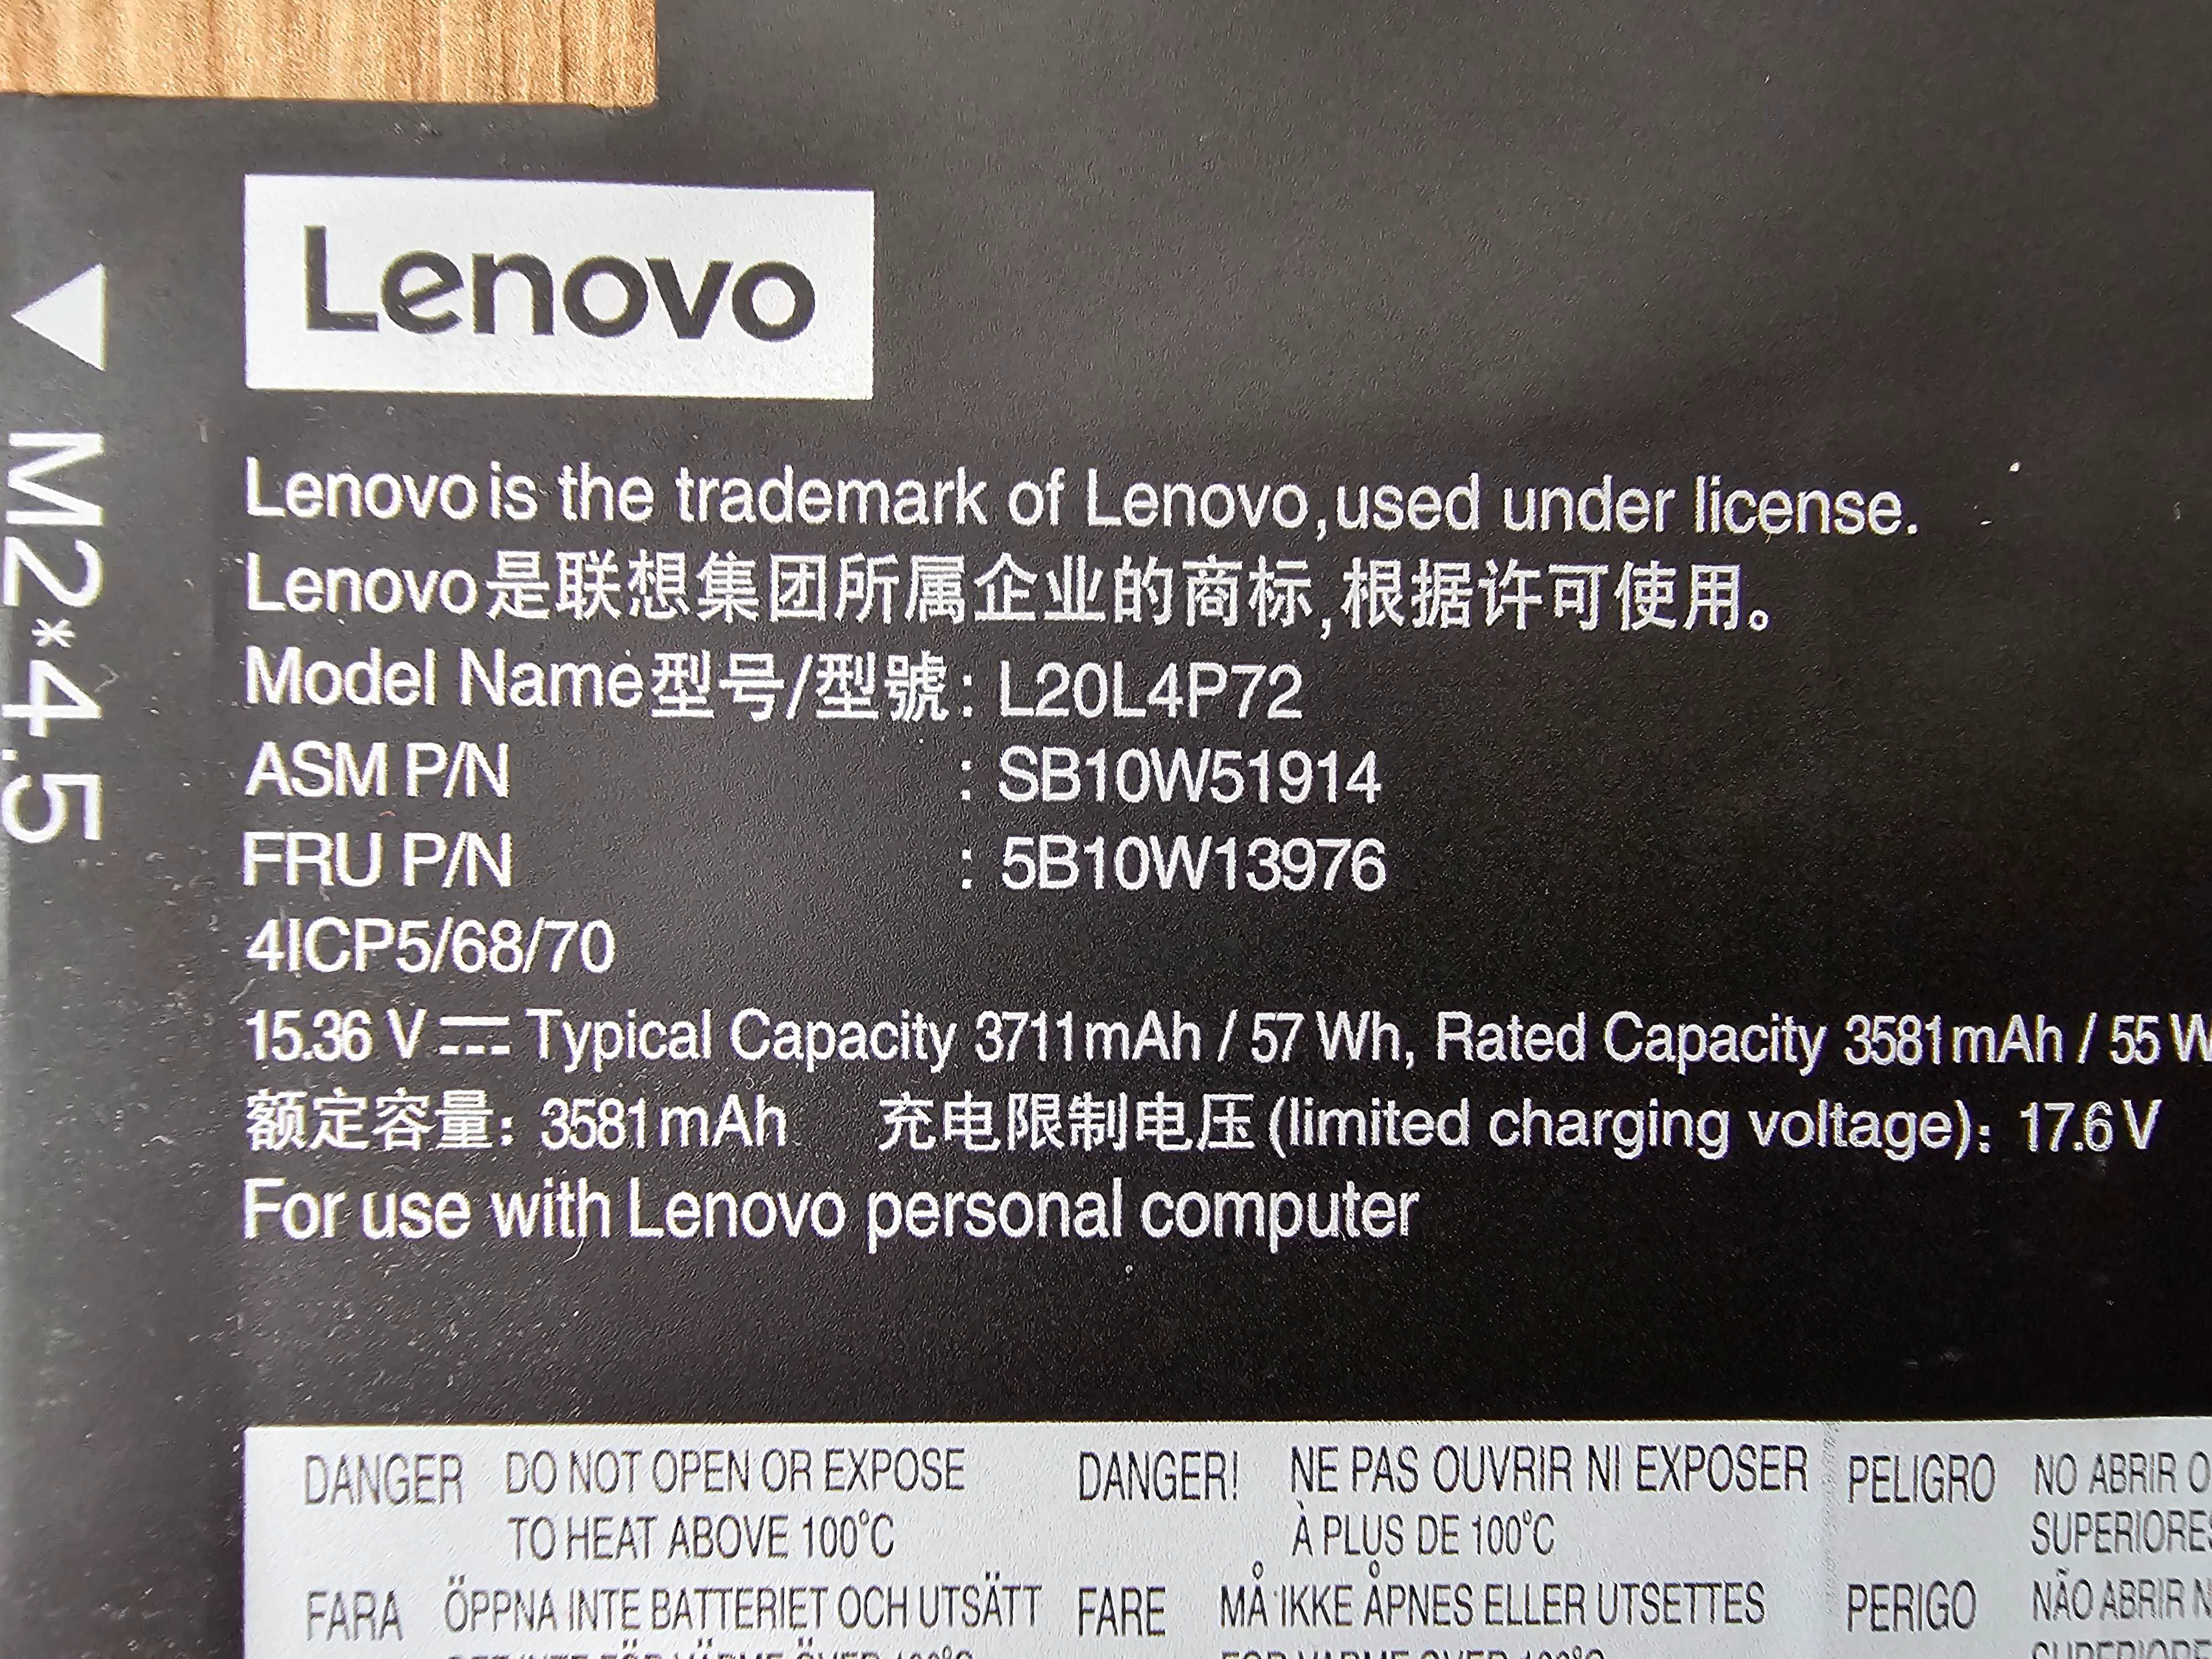 Lenovo
Lenovo is the trademark of Lenovo,used under license.
Lenovo是联想集团所属企业的商标,根据许可使用。
Model Name型号/型號: L20L4P72
ASM P/N : SB10W51914
FRU P/N : 5B10W13976
4ICP5/68/70
15.36 V Typical Capacity 3711mAh / 57 Wh, Rated Capacity 3581mAh / 55 W
额定容量: 3581mAh 充电限制电压(limited charging voltage): 17.6V
For use with Lenovo personal computer
M2*4.5
DANGER DO NOT OPEN OR EXPOSE
TO HEAT ABOVE 100°C
DANGER! NE PAS OUVRIR NI EXPOSER
À PLUS DE 100°C
PELIGRO NO ABRIR O
SUPERIORES
FARA ÖPPNA INTE BATTERIET OCH UTSÄTT
FARE MÅ IKKE ÅPNES ELLER UTSETTES
FOR VARME OVER 100°C
PERIGO NÃO ABRIR N